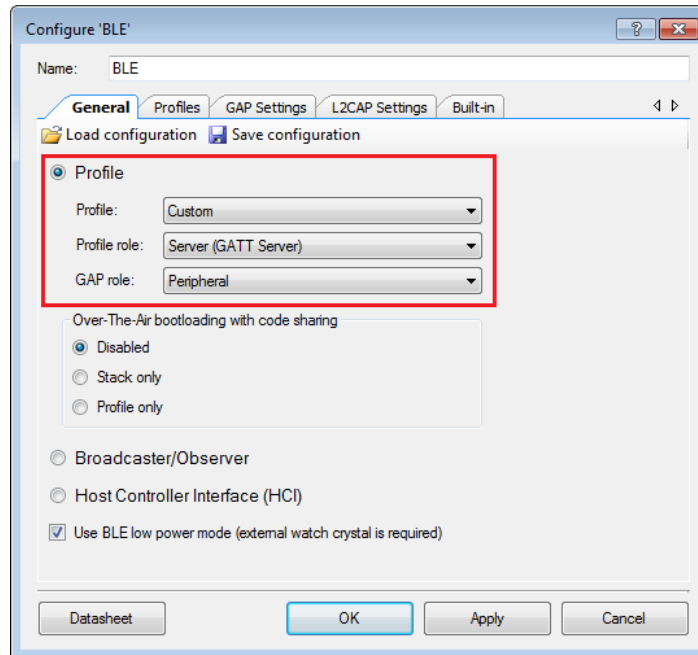 Configure 'BLE'
Name: BLE
General Profiles GAP Settings L2CAP Settings Built-in
Load configuration Save configuration
Profile
Profile: Custom
Profile role: Server (GATT Server)
GAP role: Peripheral
Over-The-Air bootloading with code sharing
Disabled
Stack only
Profile only
Broadcaster/Observer
Host Controller Interface (HCI)
Use BLE low power mode (external watch crystal is required)
Datasheet OK Apply Cancel